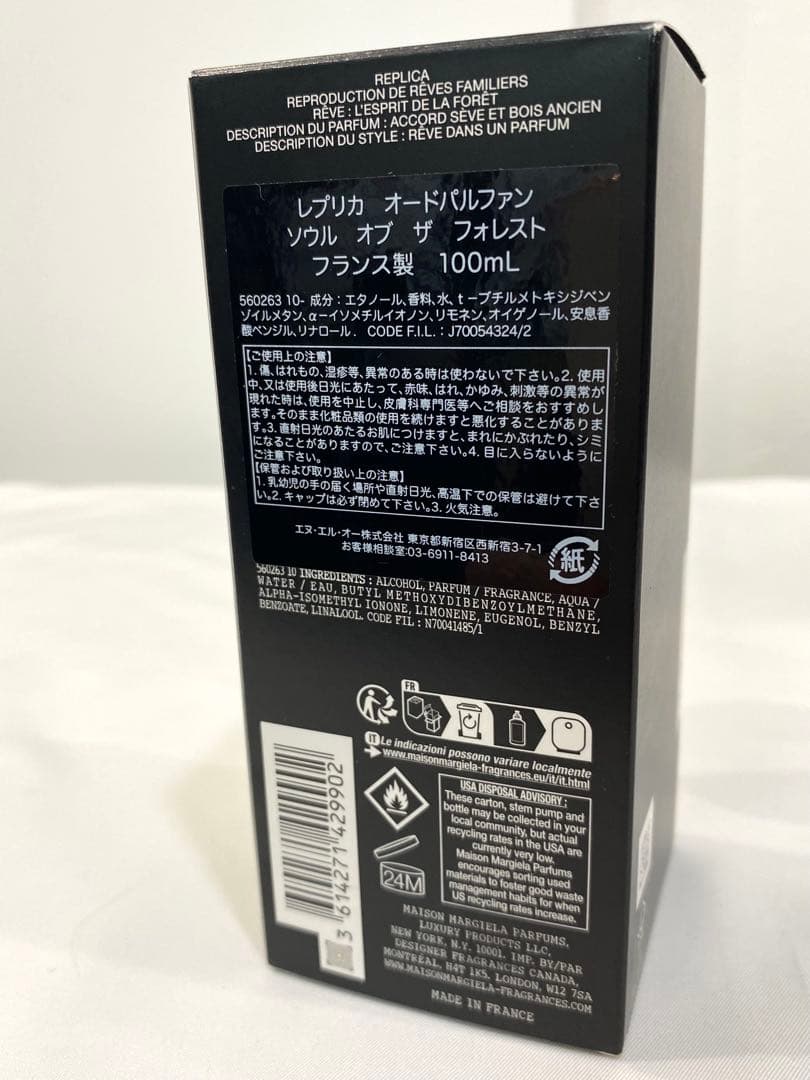 REPLICA
REPRODUCTION DE RÊVES FAMILIERS
RÊVE : L'ESPRIT DE LA FORÊT
DESCRIPTION DU PARFUM : ACCORD SÈVE ET BOIS ANCIEN
DESCRIPTION DU STYLE : RÊVE DANS UN PARFUM
レプリカ オードパルファン
ソウル オブ ザ フォレスト
フランス製 100mL
560263 10- 成分：エタノール、香料、水、t－ブチルメトキシジベン
ゾイルメタン、α－イソメチルイオノン、リモネン、オイゲノール、安息香
酸ベンジル、リナロール. CODE F.I.L. : J70054324/2
【ご使用上の注意】
1. 傷、はれもの、湿疹等、異常のある時は使わないで下さい。2. 使用
中、又は使用後日光にあたって、赤味、はれ、かゆみ、刺激等の異常が
現れた時は、使用を中止し、皮膚科専門医等へご相談をおすすめし
ます。そのまま化粧品類の使用を続けますと悪化することがありま
す。3. 直射日光のあたるお肌につけますと、まれにかぶれたり、シミ
になることがありますので、ご注意下さい。4. 目に入らないように
ご注意下さい。
【保管および取り扱い上の注意】
1. 乳幼児の手の届く場所や直射日光、高温下での保管は避けて下さ
い。2. キャップは必ず閉めて下さい。3. 火気注意。
エヌ・エル・オー株式会社 東京都新宿区西新宿3-7-1
お客様相談室:03-6911-8413
紙
560263 10 INGREDIENTS : ALCOHOL, PARFUM / FRAGRANCE, AQUA /
WATER / EAU, BUTYL METHOXYDIBENZOYLMETHANE,
ALPHA-ISOMETHYL IONONE, LIMONENE, EUGENOL, BENZYL
BENZOATE, LINALOOL. CODE FIL : N70041485/1
FR
IT Le indicazioni possono variare localmente
www.maisonmargiela-fragrances.eu/it/it.html
USA DISPOSAL ADVISORY :
These carton, stem pump and
bottle may be collected in your
local community, but actual
recycling rates in the USA are
currently very low.
Maison Margiela Parfums
encourages sorting used
materials to foster good waste
management habits for when
US recycling rates increase.
24M
3 614271 429902
MAISON MARGIELA PARFUMS,
LUXURY PRODUCTS LLC,
NEW YORK, N.Y. 10001. IMP. BY/PAR
DESIGNER FRAGRANCES CANADA,
MONTRÉAL, H4T 1K5. LONDON, W12 7SA
WWW.MAISONMARGIELA-FRAGRANCES.COM
MADE IN FRANCE